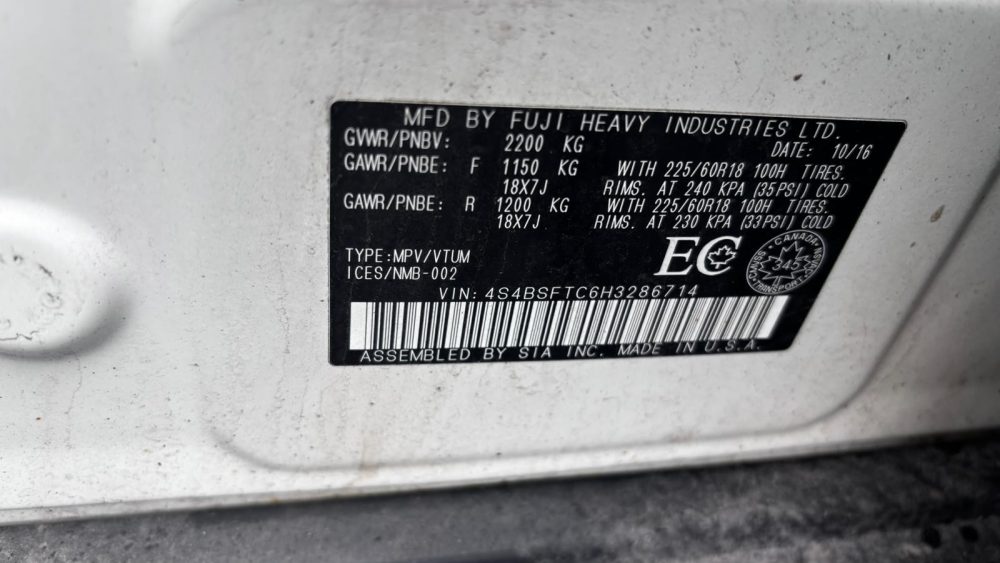 MFD BY FUJI HEAVY INDUSTRIES LTD.
GVWR/PNBV: 2200 KG DATE: 10/16
GAWR/PNBE: F 1150 KG WITH 225/60R18 100H TIRES.
18X7J RIMS. AT 240 KPA (35PSI) COLD
GAWR/PNBE: R 1200 KG WITH 225/60R18 100H TIRES.
18X7J RIMS. AT 230 KPA (33PSI) COLD
TYPE:MPV/VTUM
ICES/NMB-002
EC
CANADA
345
TRANSPORT
VIN: 4S4BSFTC6H3286714
ASSEMBLED BY SIA INC. MADE IN U.S.A.